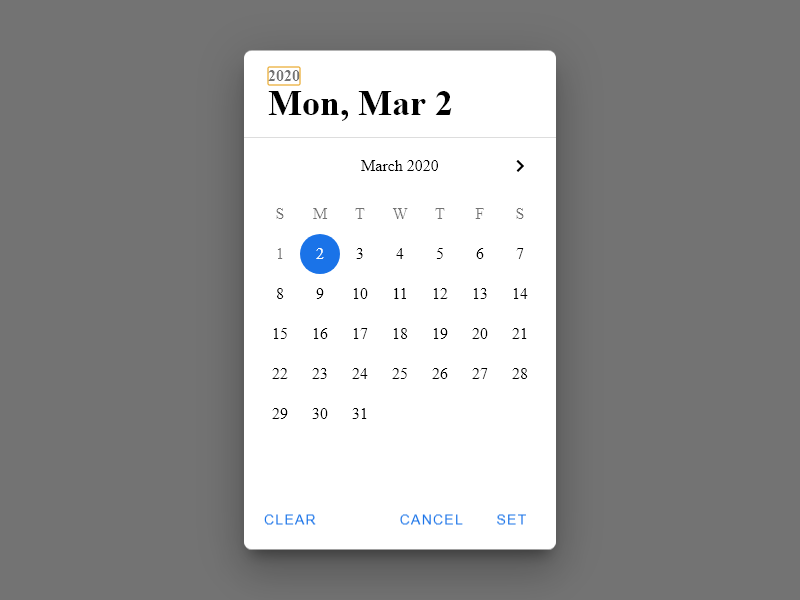 2020
Mon, Mar 2
March 2020
S M T W T F S
1 2 3 4 5 6 7
8 9 10 11 12 13 14
15 16 17 18 19 20 21
22 23 24 25 26 27 28
29 30 31
CLEAR CANCEL SET